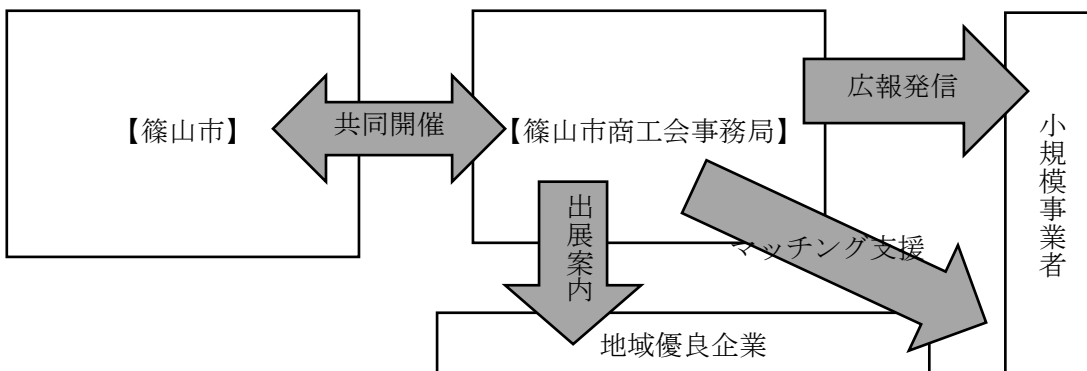 【篠山市】
共同開催
【篠山市商工会事務局】
広報発信
小規模事業者
出展案内
マッチング支援
地域優良企業